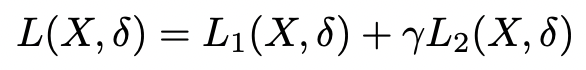 L(X, δ) = L₁(X, δ) + γL₂(X, δ)